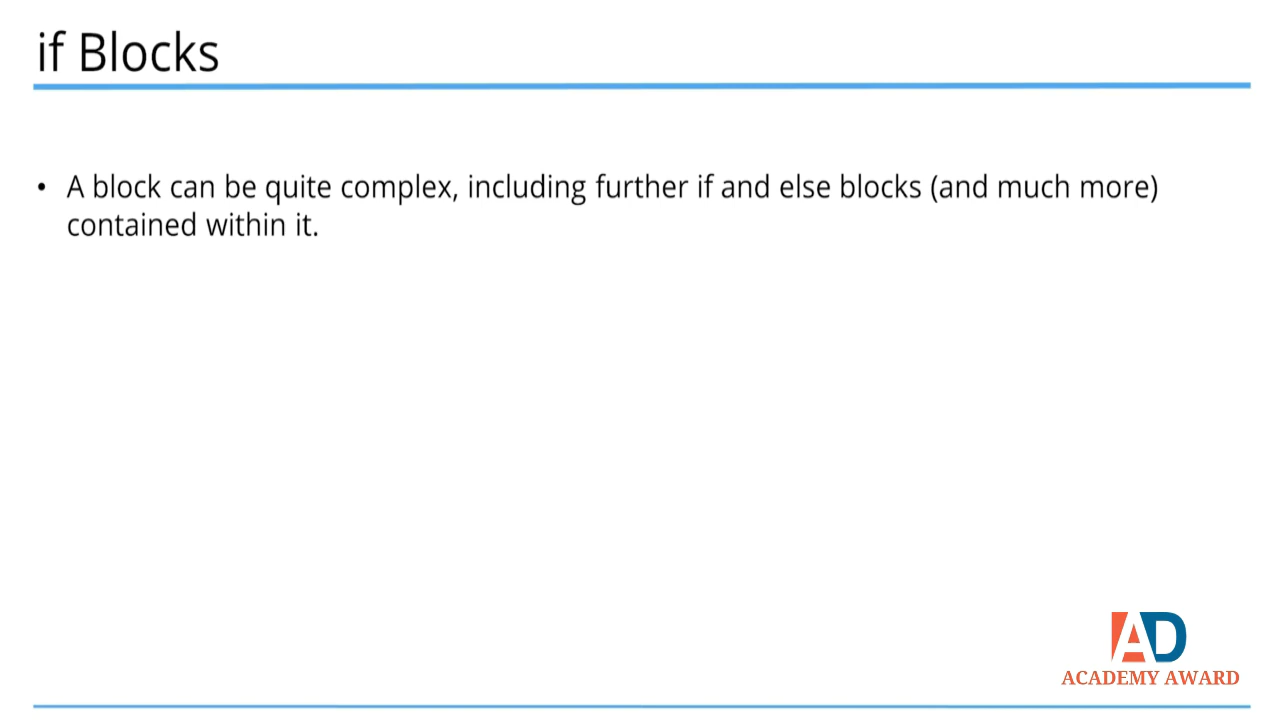 if Blocks
• A block can be quite complex, including further if and else blocks (and much more)
contained within it.
AD
ACADEMY AWARD